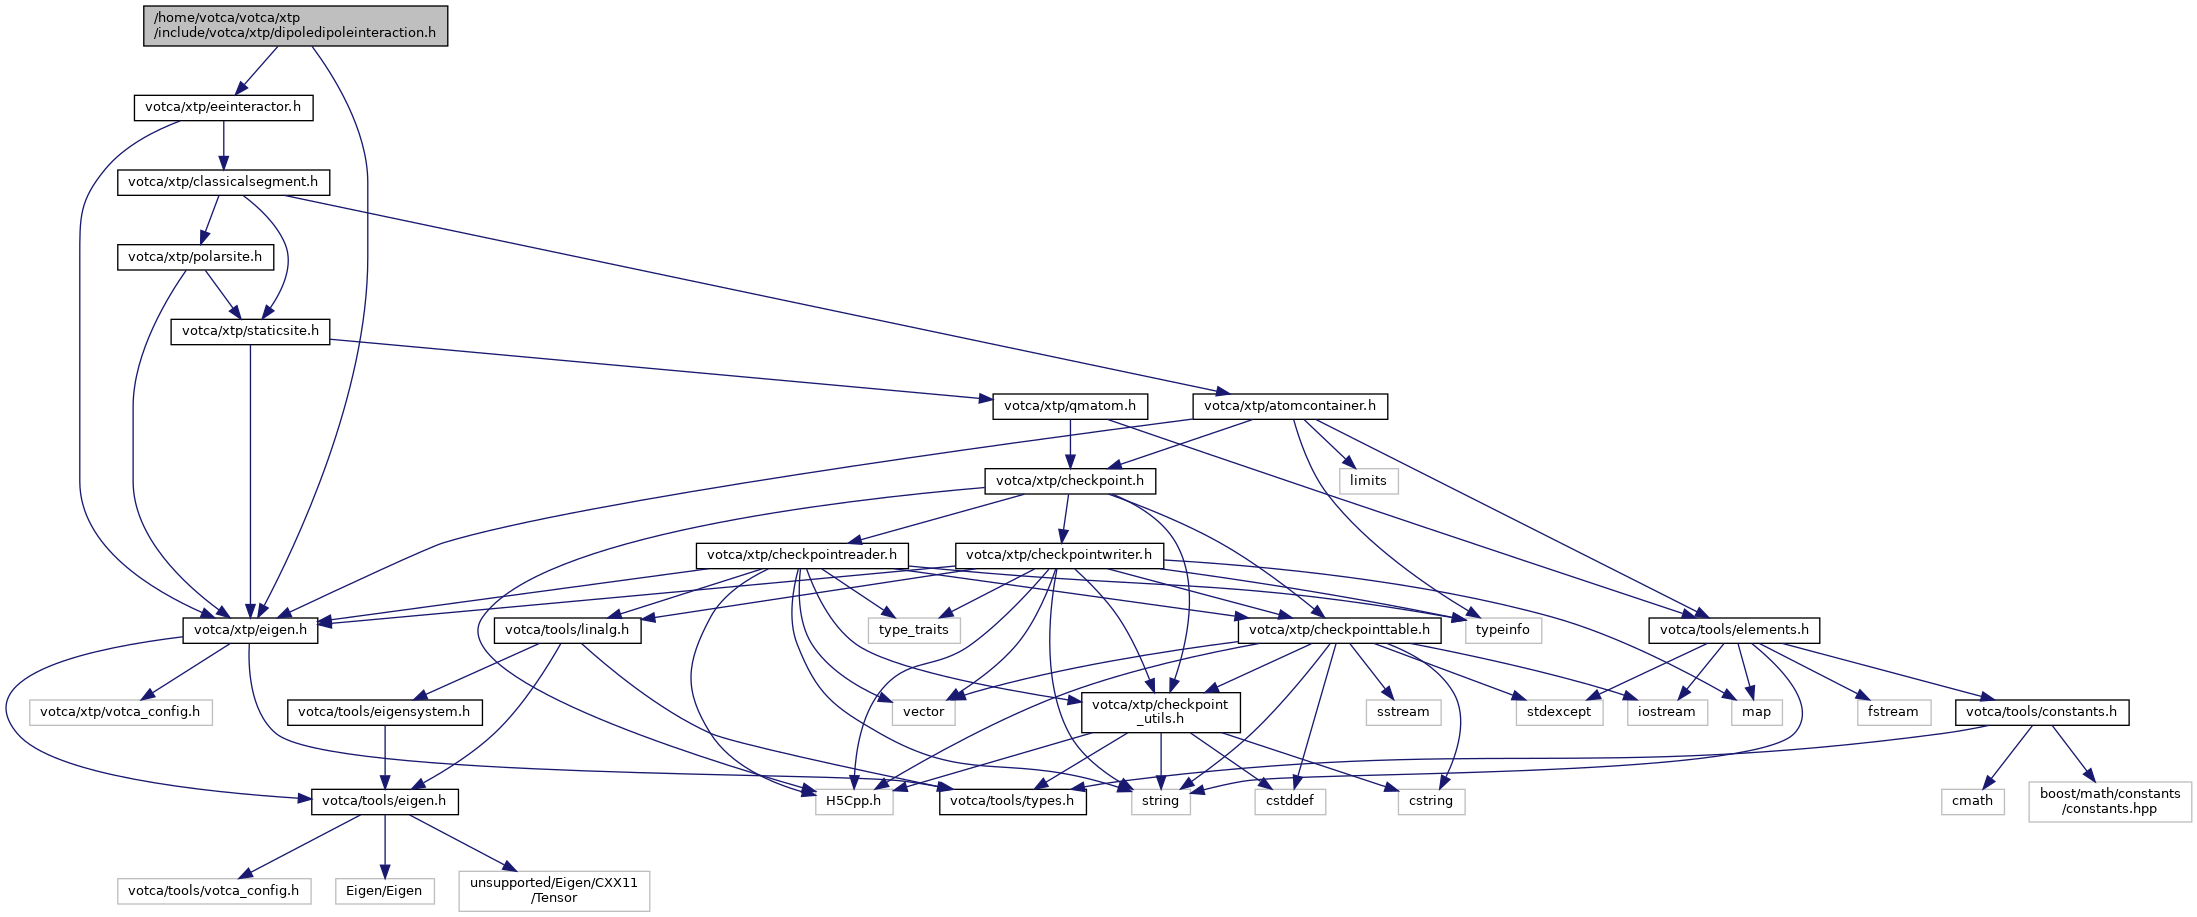 /home/votca/votca/xtp
/include/votca/xtp/dipoledipoleinteraction.h
votca/xtp/eeinteractor.h
votca/xtp/classicalsegment.h
votca/xtp/polarsite.h
votca/xtp/staticsite.h
votca/xtp/qmatom.h
votca/xtp/atomcontainer.h
votca/xtp/checkpoint.h
limits
votca/xtp/checkpointreader.h
votca/xtp/checkpointwriter.h
votca/xtp/eigen.h
votca/tools/linalg.h
type_traits
votca/xtp/checkpointtable.h
typeinfo
votca/tools/elements.h
votca/xtp/votca_config.h
votca/tools/eigensystem.h
vector
votca/xtp/checkpoint
_utils.h
sstream
stdexcept
iostream
map
fstream
votca/tools/constants.h
votca/tools/eigen.h
H5Cpp.h
votca/tools/types.h
string
cstddef
cstring
cmath
boost/math/constants
/constants.hpp
votca/tools/votca_config.h
Eigen/Eigen
unsupported/Eigen/CXX11
/Tensor